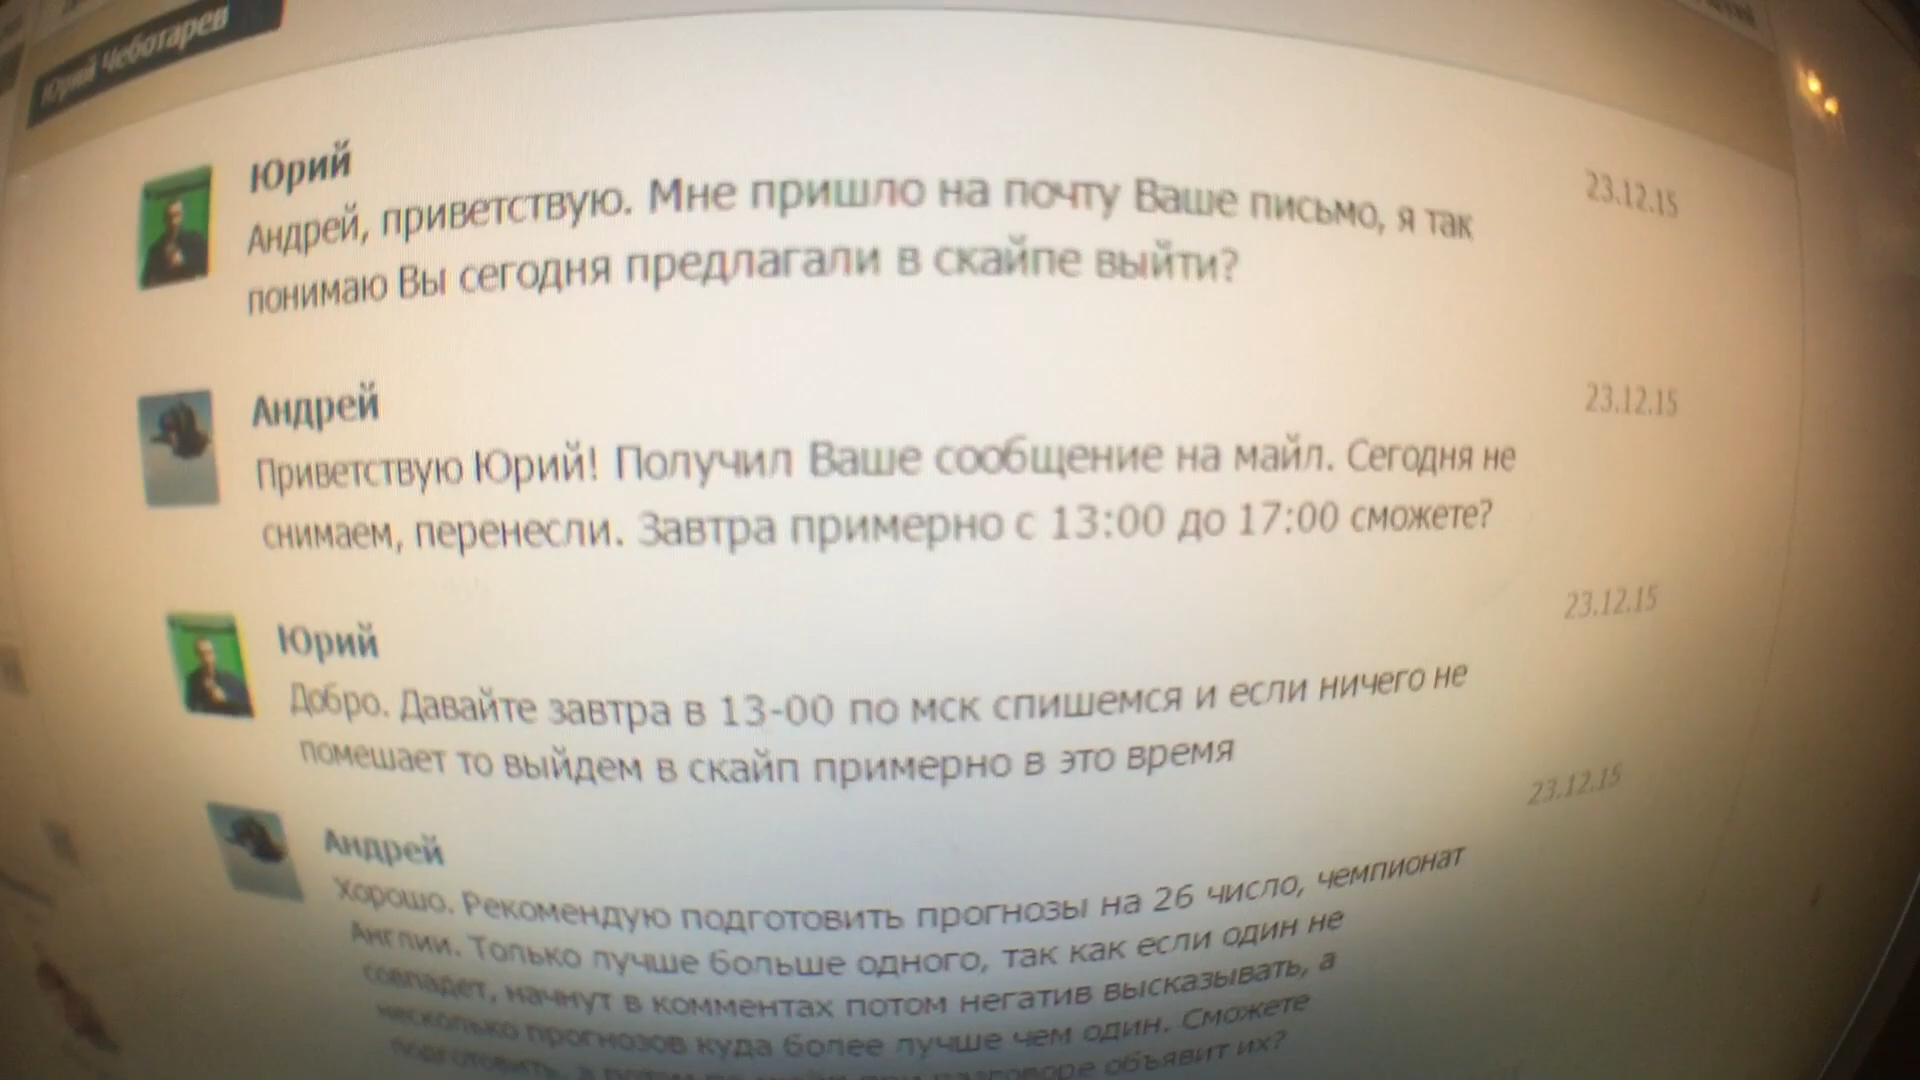 Юрий Чеботарев
Юрий
23.12.15
Андрей, приветствую. Мне пришло на почту Ваше письмо, я так
понимаю Вы сегодня предлагали в скайпе выйти?
Андрей
23.12.15
Приветствую Юрий! Получил Ваше сообщение на майл. Сегодня не
снимаем, перенесли. Завтра примерно с 13:00 до 17:00 сможете?
Юрий
23.12.15
Добро. Давайте завтра в 13-00 по мск спишемся и если ничего не
помешает то выйдем в скайп примерно в это время
Андрей
23.12.15
Хорошо. Рекомендую подготовить прогнозы на 26 число, чемпионат
Англии. Только лучше больше одного, так как если один не
совпадет, начнут в комментах потом негатив высказывать, а
несколько прогнозов куда более лучше чем один. Сможете
подготовить, а потом разговоре объявит их?